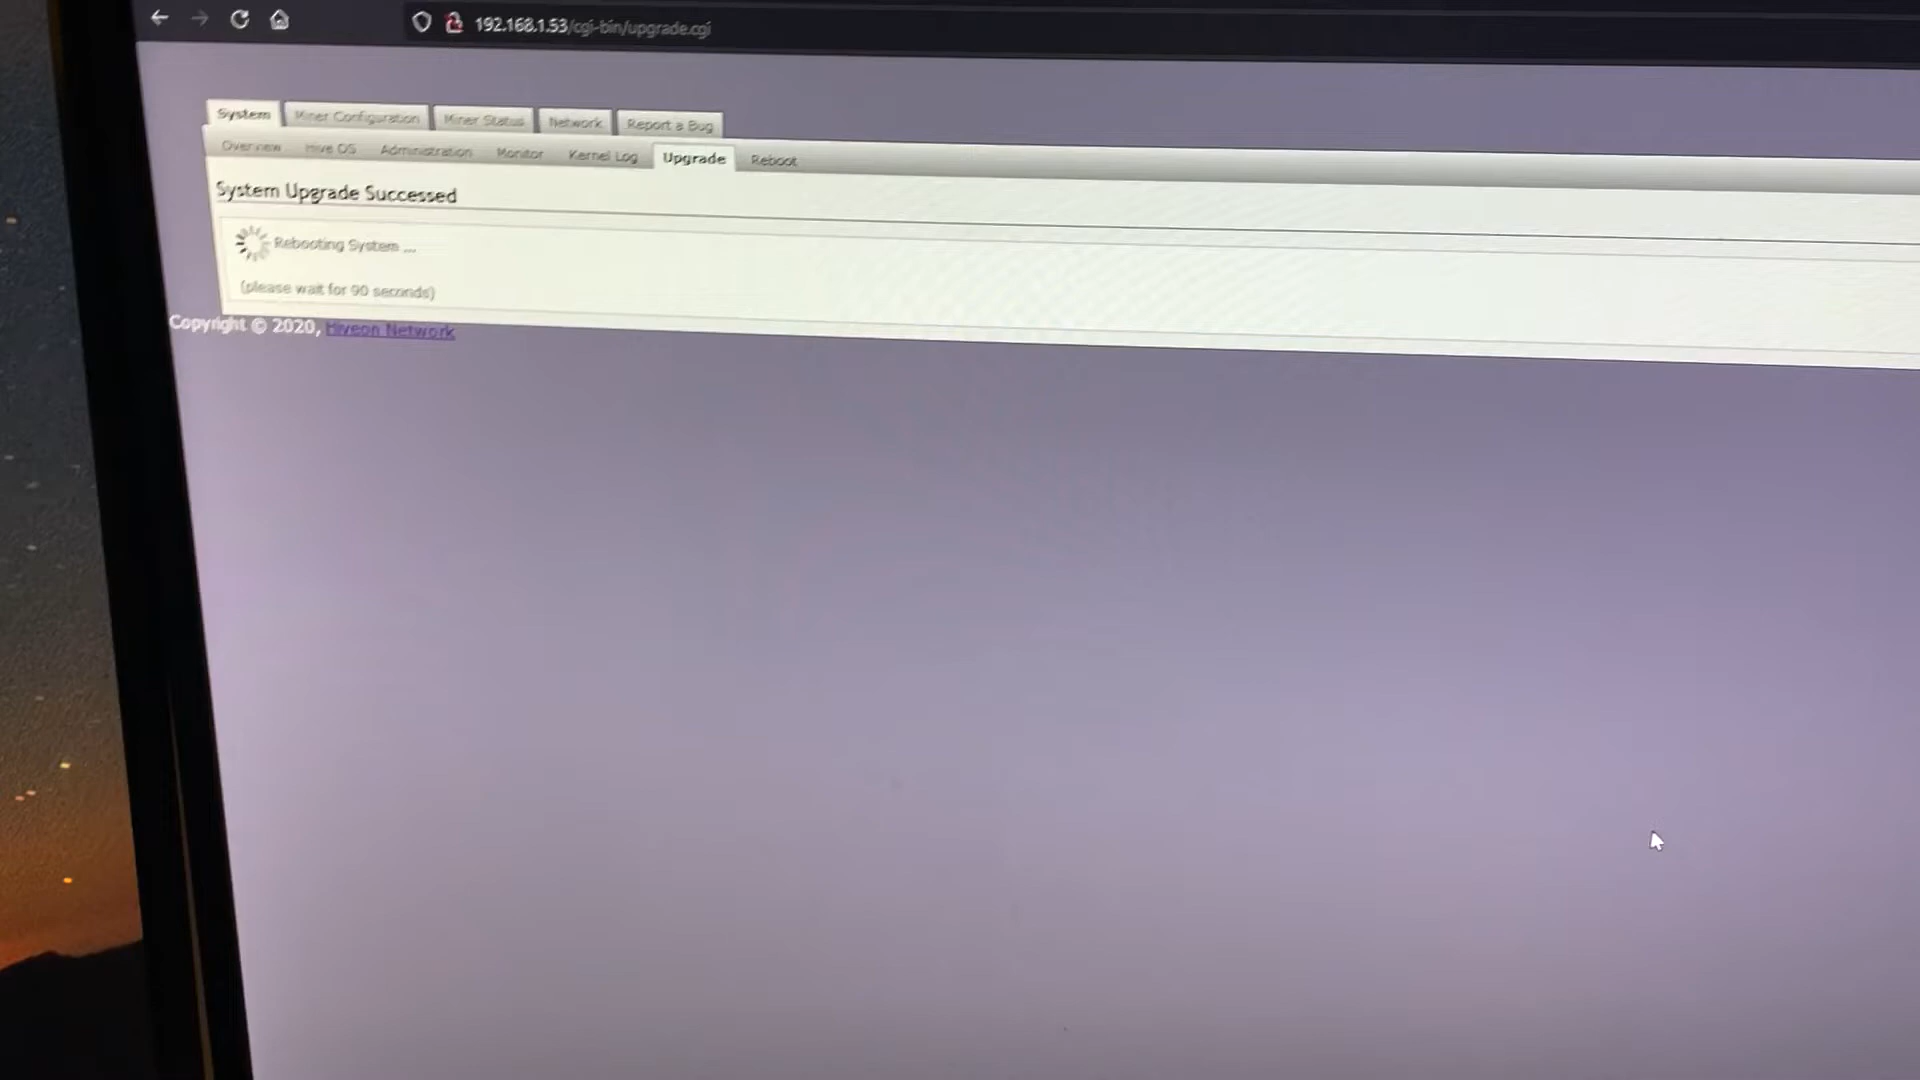 192.168.1.53/cgi-bin/upgrade.cgi
System Miner Configuration Miner Status Network Report a Bug
Overview Hive OS Administration Monitor Kernel Log Upgrade Reboot
System Upgrade Successed
Rebooting System ...
(please wait for 90 seconds)
Copyright © 2020, Hiveon Network